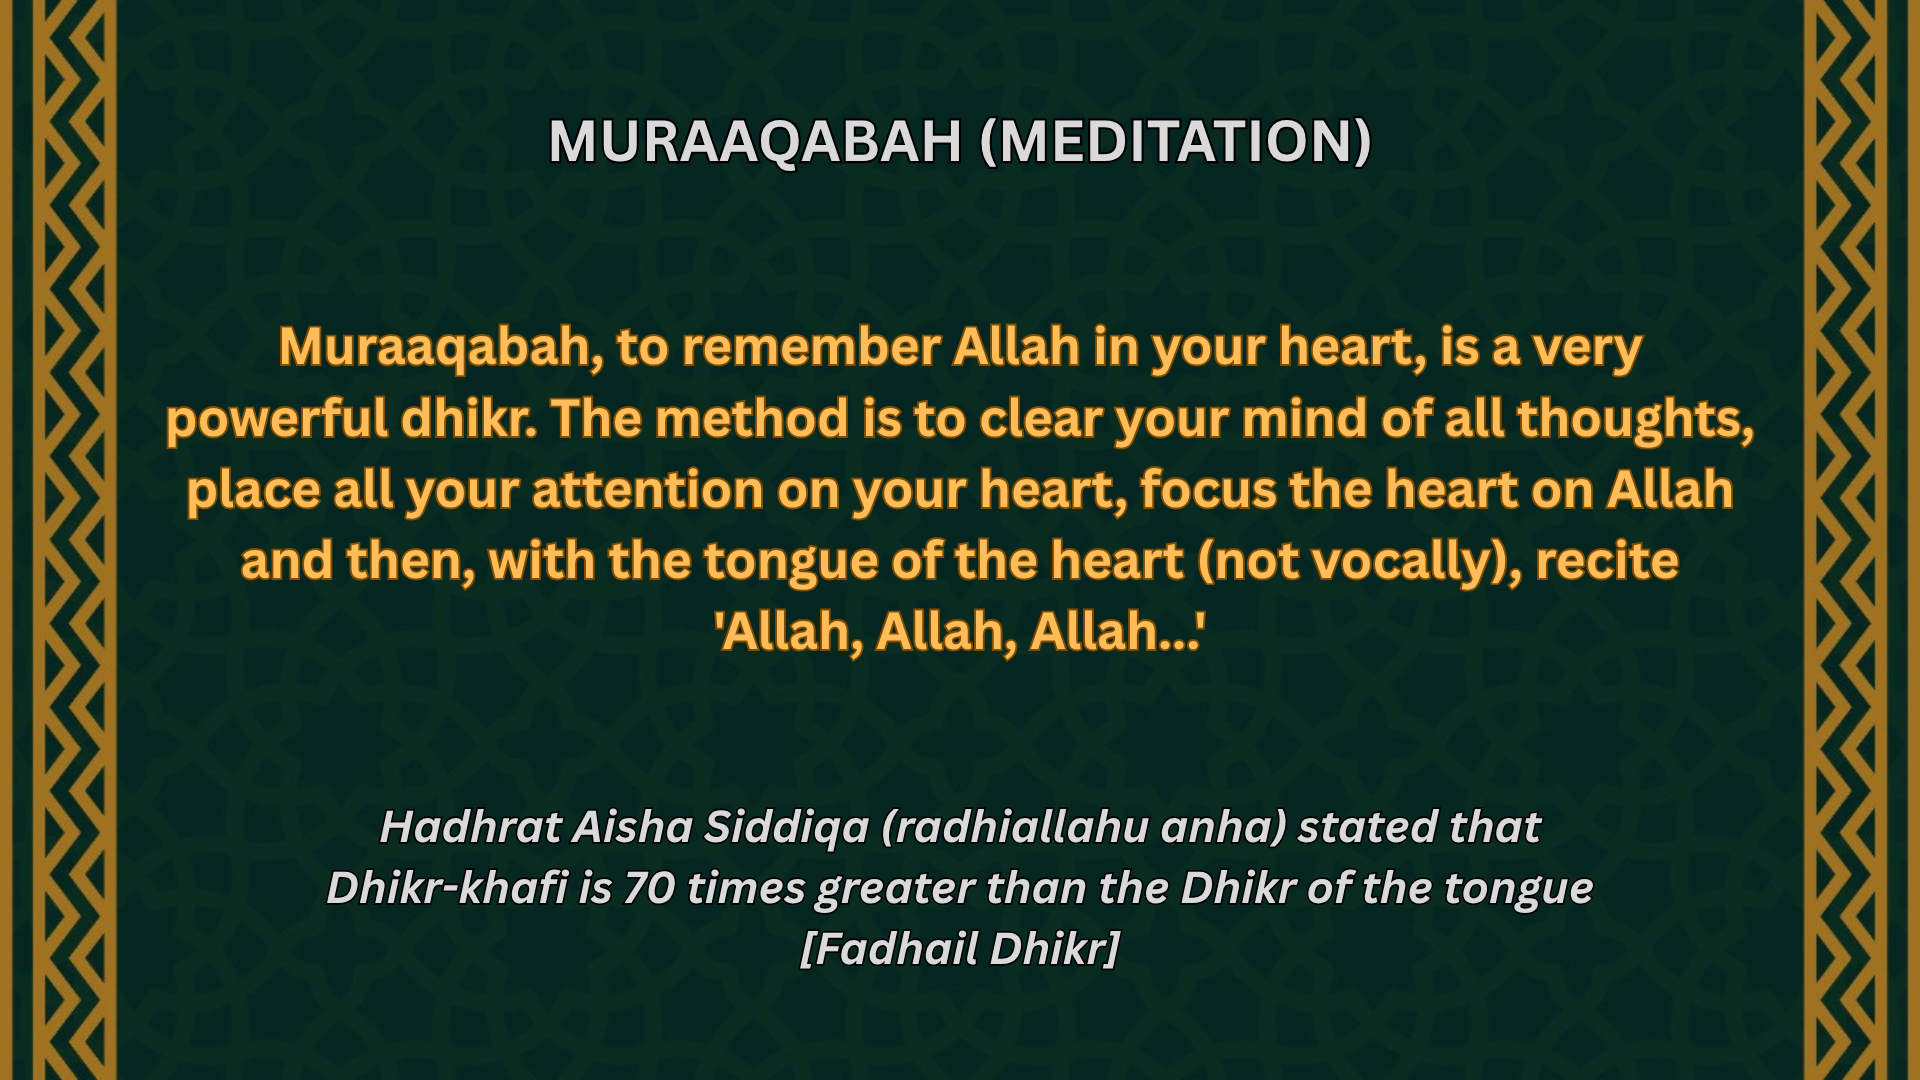 MURAAQABAH (MEDITATION)
Muraaqabah, to remember Allah in your heart, is a very
powerful dhikr. The method is to clear your mind of all thoughts,
place all your attention on your heart, focus the heart on Allah
and then, with the tongue of the heart (not vocally), recite
'Allah, Allah, Allah...'
Hadhrat Aisha Siddiqa (radhiallahu anha) stated that
Dhikr-khafi is 70 times greater than the Dhikr of the tongue
[Fadhail Dhikr]